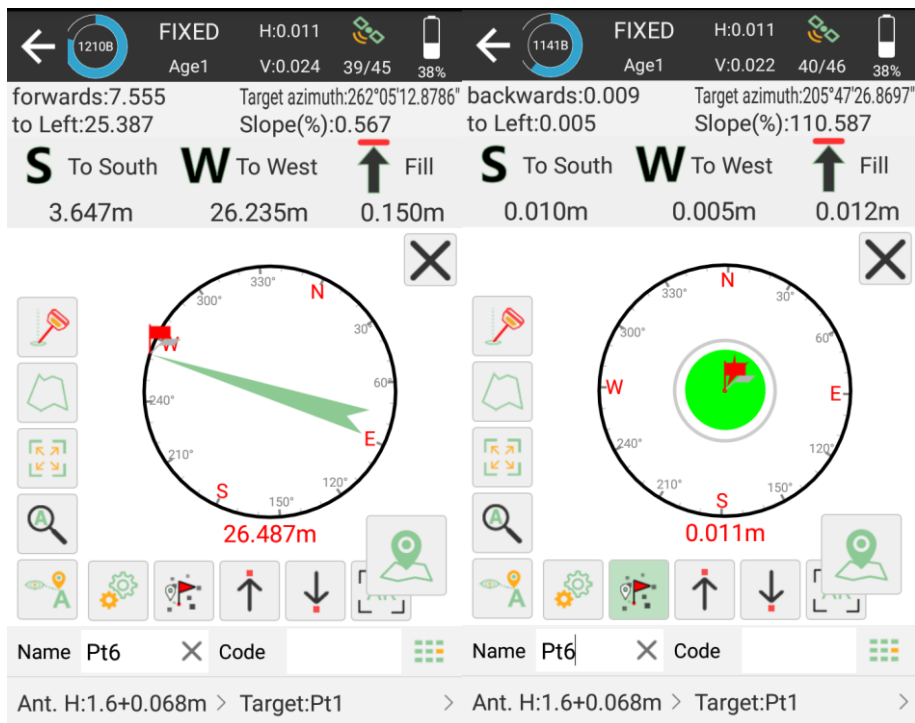 1210B FIXED H:0.011
Age1 V:0.024 39/45 38%
forwards:7.555 Target azimuth:262°05'12.8786"
to Left:25.387 Slope(%):0.567
S To South W To West Fill
3.647m 26.235m 0.150m
330°
300° N
30°
W
60°
240°
E
210°
120°
S 150°
26.487m
A
A
AR
Name Pt6 Code
Ant. H:1.6+0.068m > Target:Pt1 >
1141B FIXED H:0.011
Age1 V:0.022 40/46 38%
backwards:0.009 Target azimuth:205°47'26.8697"
to Left:0.005 Slope(%):110.587
S To South W To West Fill
0.010m 0.005m 0.012m
N
330° 30°
300° 60°
W E
240° 120°
210° 150°
S
0.011m
A
A
AR
Name Pt6 Code
Ant. H:1.6+0.068m > Target:Pt1 >